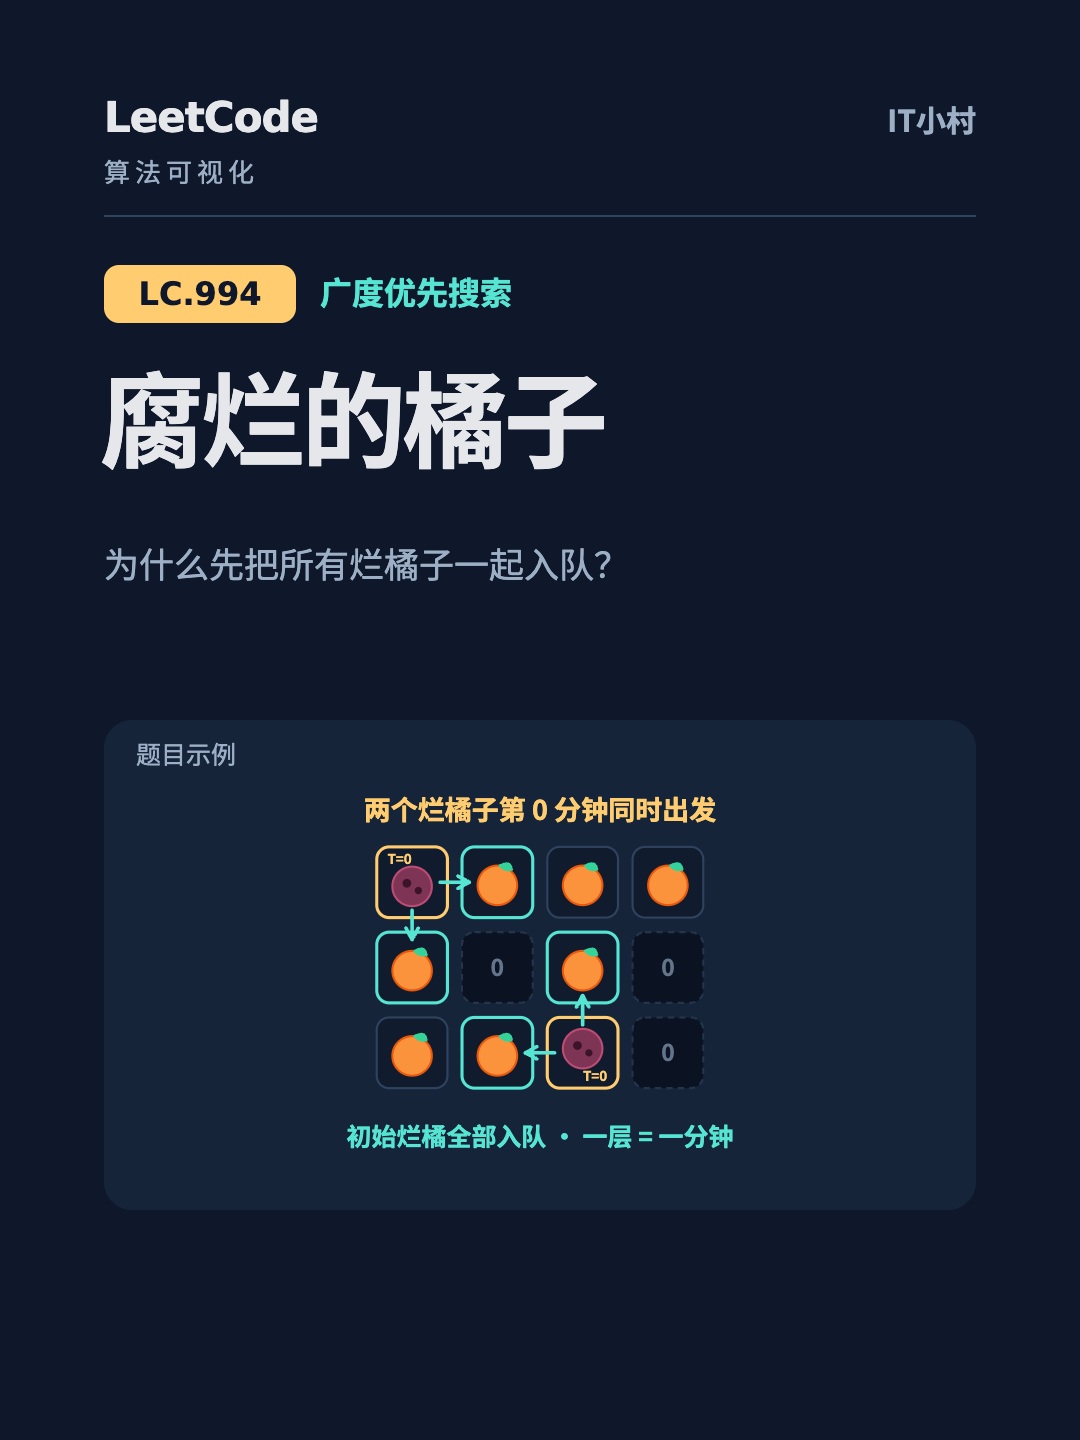 LeetCode
IT小村
算法可视化
LC.994 广度优先搜索
腐烂的橘子
为什么先把所有烂橘子一起入队？
题目示例
两个烂橘子第 0 分钟同时出发
T=0
0 0
0
T=0
初始烂橘全部入队 · 一层 = 一分钟